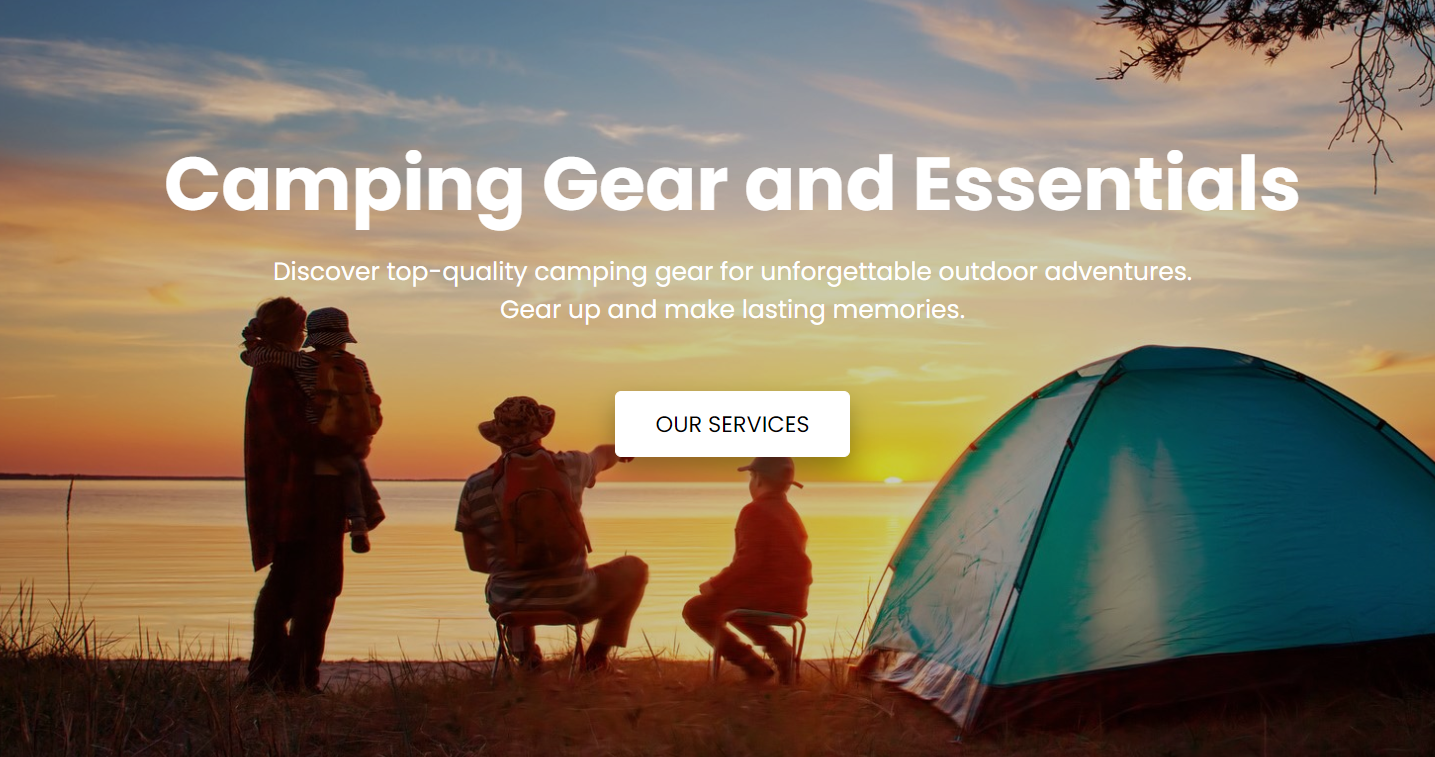 Camping Gear and Essentials
Discover top-quality camping gear for unforgettable outdoor adventures.
Gear up and make lasting memories.
OUR SERVICES